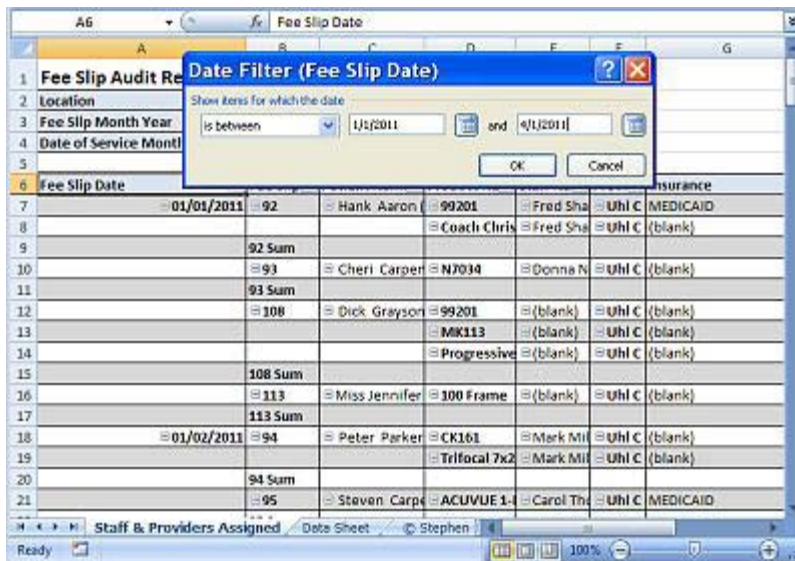 A6 fx Fee Slip Date
A B C D E F G
1 Fee Slip Audit Re
Date Filter (Fee Slip Date)
2 Location
Show items for which the date
3 Fee Slip Month Year
is between 1/1/2011 and 4/1/2011
4 Date of Service Month
5
OK Cancel
6 Fee Slip Date Insurance
7 01/01/2011 92 Hank Aaron ( 99201 Fred Sha Uhl C MEDICAID
8 Coach Chris Fred Sha Uhl C (blank)
9 92 Sum
10 93 Cheri Carper N7034 Donna N Uhl C (blank)
11 93 Sum
12 108 Dick Grayson 99201 (blank) Uhl C (blank)
13 MK113 (blank) Uhl C (blank)
14 Progressive (blank) Uhl C (blank)
15 108 Sum
16 113 Miss Jennifer 100 Frame (blank) Uhl C (blank)
17 113 Sum
18 01/02/2011 94 Peter Parker CK161 Mark Mil Uhl C (blank)
19 Trifocal 7x2 Mark Mil Uhl C (blank)
20 94 Sum
21 95 Steven Carpe ACUVUE 1-I Carol Tho Uhl C MEDICAID
Staff & Providers Assigned Data Sheet © Stephen
Ready 100%